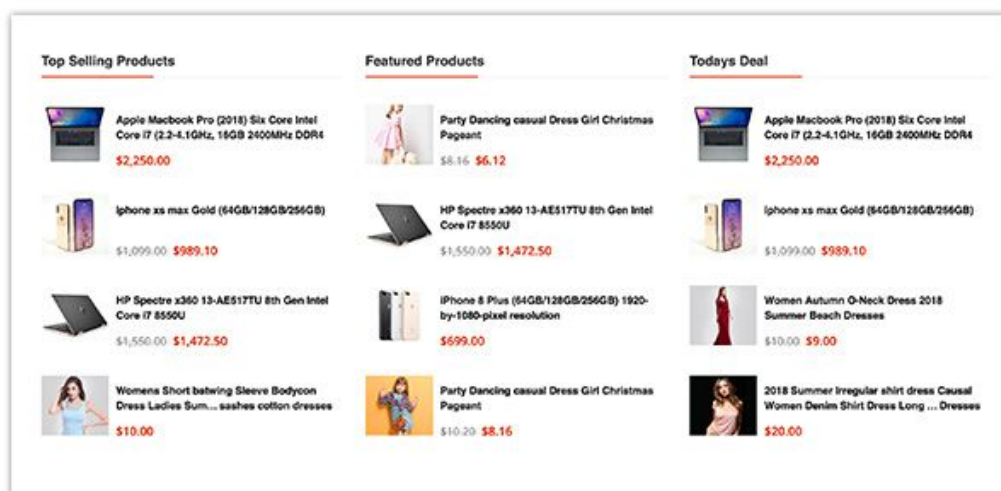 Top Selling Products
Apple Macbook Pro (2018) Six Core Intel
Core i7 (2.2-4.1GHz, 16GB 2400MHz DDR4
$2,250.00
iphone xs max Gold (64GB/128GB/256GB)
$1,099.00 $989.10
HP Spectre x360 13-AE517TU 8th Gen Intel
Core i7 8550U
$1,550.00 $1,472.50
Womens Short batwing Sleeve Bodycon
Dress Ladies Sum... sashes cotton dresses
$10.00
Featured Products
Party Dancing casual Dress Girl Christmas
Pageant
$8.16 $6.12
HP Spectre x360 13-AE517TU 8th Gen Intel
Core i7 8550U
$1,550.00 $1,472.50
iPhone 8 Plus (64GB/128GB/256GB) 1920-
by-1080-pixel resolution
$699.00
Party Dancing casual Dress Girl Christmas
Pageant
$10.20 $8.16
Todays Deal
Apple Macbook Pro (2018) Six Core Intel
Core i7 (2.2-4.1GHz, 16GB 2400MHz DDR4
$2,250.00
iphone xs max Gold (64GB/128GB/256GB)
$1,099.00 $989.10
Women Autumn O-Neck Dress 2018
Summer Beach Dresses
$10.00 $9.00
2018 Summer Irregular shirt dress Causal
Women Denim Shirt Dress Long ... Dresses
$20.00